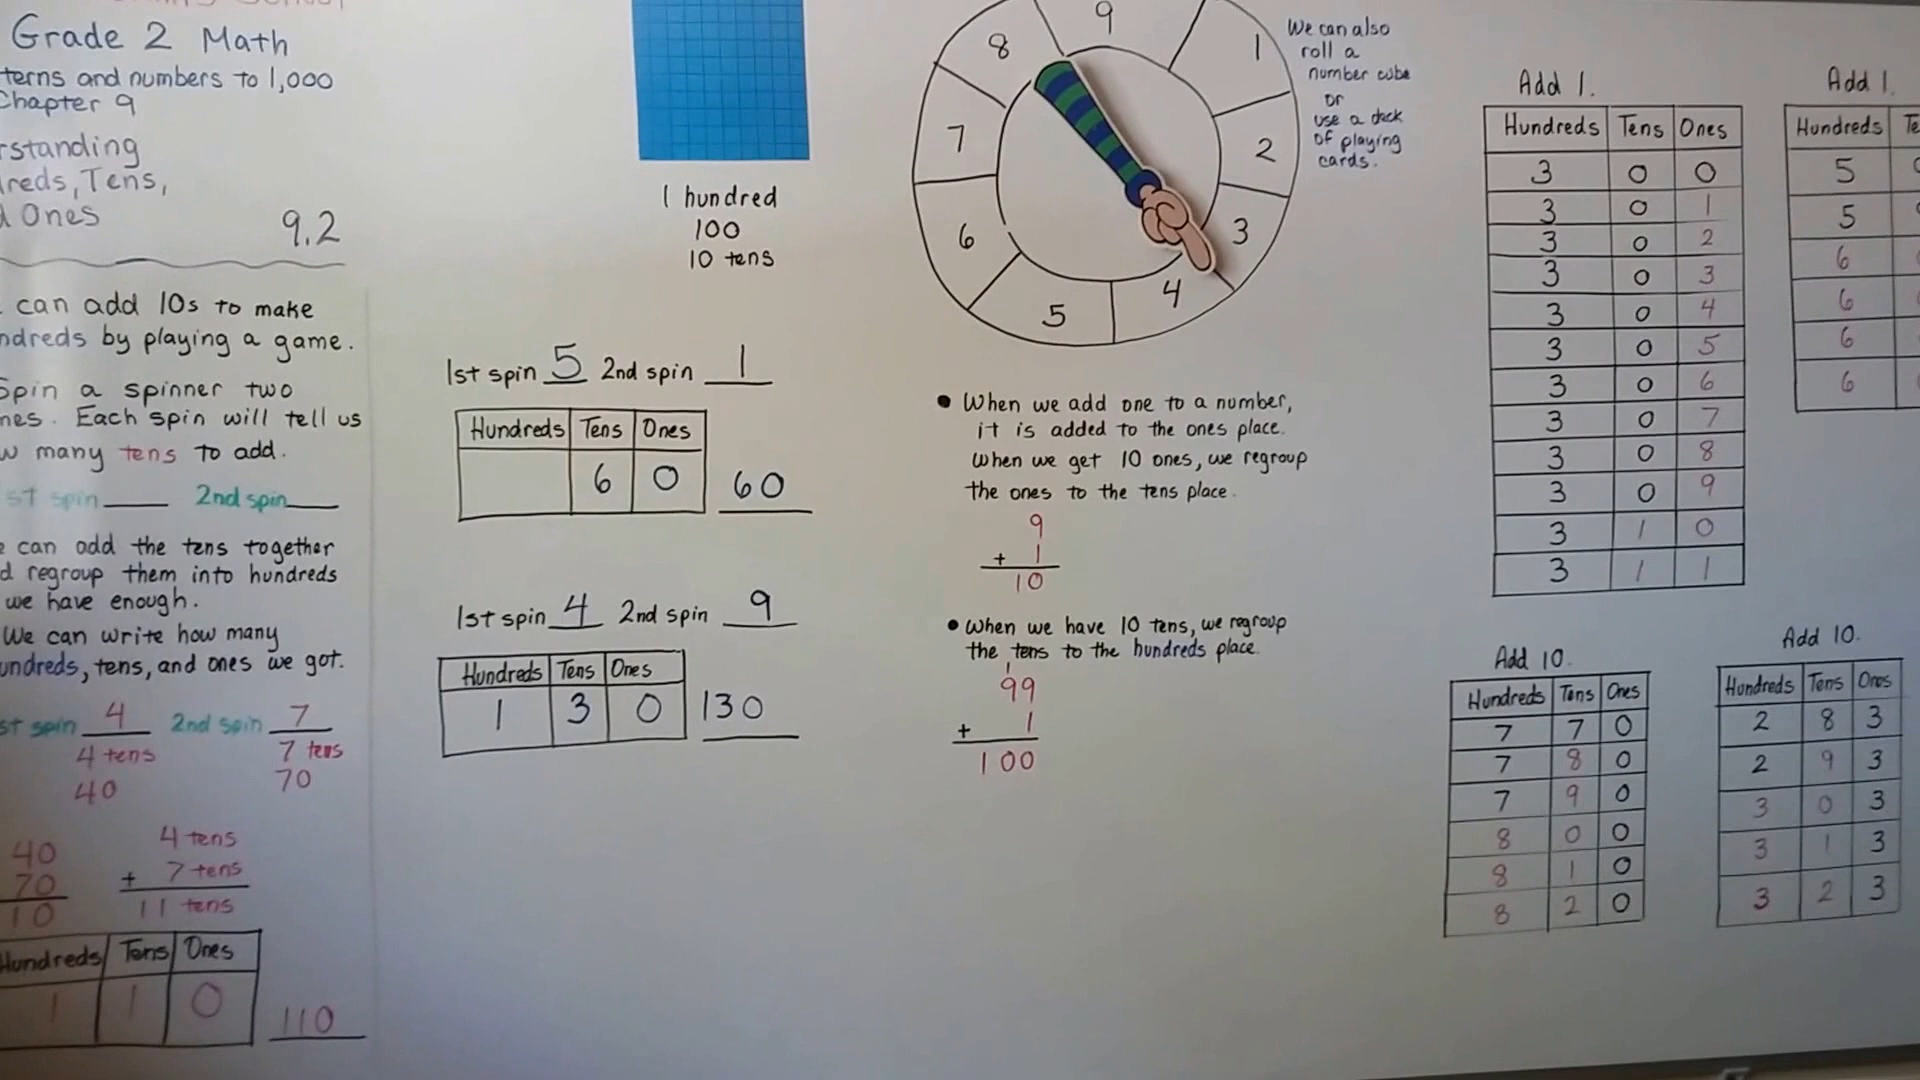 School
Grade 2 Math
terns and numbers to 1,000
Chapter 9
rstanding
dreds, Tens,
d Ones
9.2
can add 10s to make
ndreds by playing a game.
Spin a spinner two
mes. Each spin will tell us
w many tens to add.
st spin 2nd spin
e can add the tens together
d regroup them into hundreds
we have enough.
We can write how many
undreds, tens, and ones we got.
st spin 4 2nd spin 7
4 tens 7 tens
40 70
40 4 tens
70 + 7 tens
10 11 tens
Hundreds Tens Ones
1 1 0 110
1 hundred
100
10 tens
1st spin 5 2nd spin 1
Hundreds Tens Ones
6 0 60
1st spin 4 2nd spin 9
Hundreds Tens Ones
1 3 0 130
9
8 1
7 2
6 3
5 4
We can also
roll a
number cube
or
use a deck
of playing
cards.
• When we add one to a number,
it is added to the ones place.
When we get 10 ones, we regroup
the ones to the tens place.
9
+ 1
10
• When we have 10 tens, we regroup
the tens to the hundreds place.
1
99
+ 1
100
Add 1.
Hundreds Tens Ones
3 0 0
3 0 1
3 0 2
3 0 3
3 0 4
3 0 5
3 0 6
3 0 7
3 0 8
3 0 9
3 1 0
3 1 1
Add 1.
Hundreds Te
5
5
6
6
6
6
Add 10.
Hundreds Tens Ones
7 7 0
7 8 0
7 9 0
8 0 0
8 1 0
8 2 0
Add 10.
Hundreds Tens Ones
2 8 3
2 9 3
3 0 3
3 1 3
3 2 3